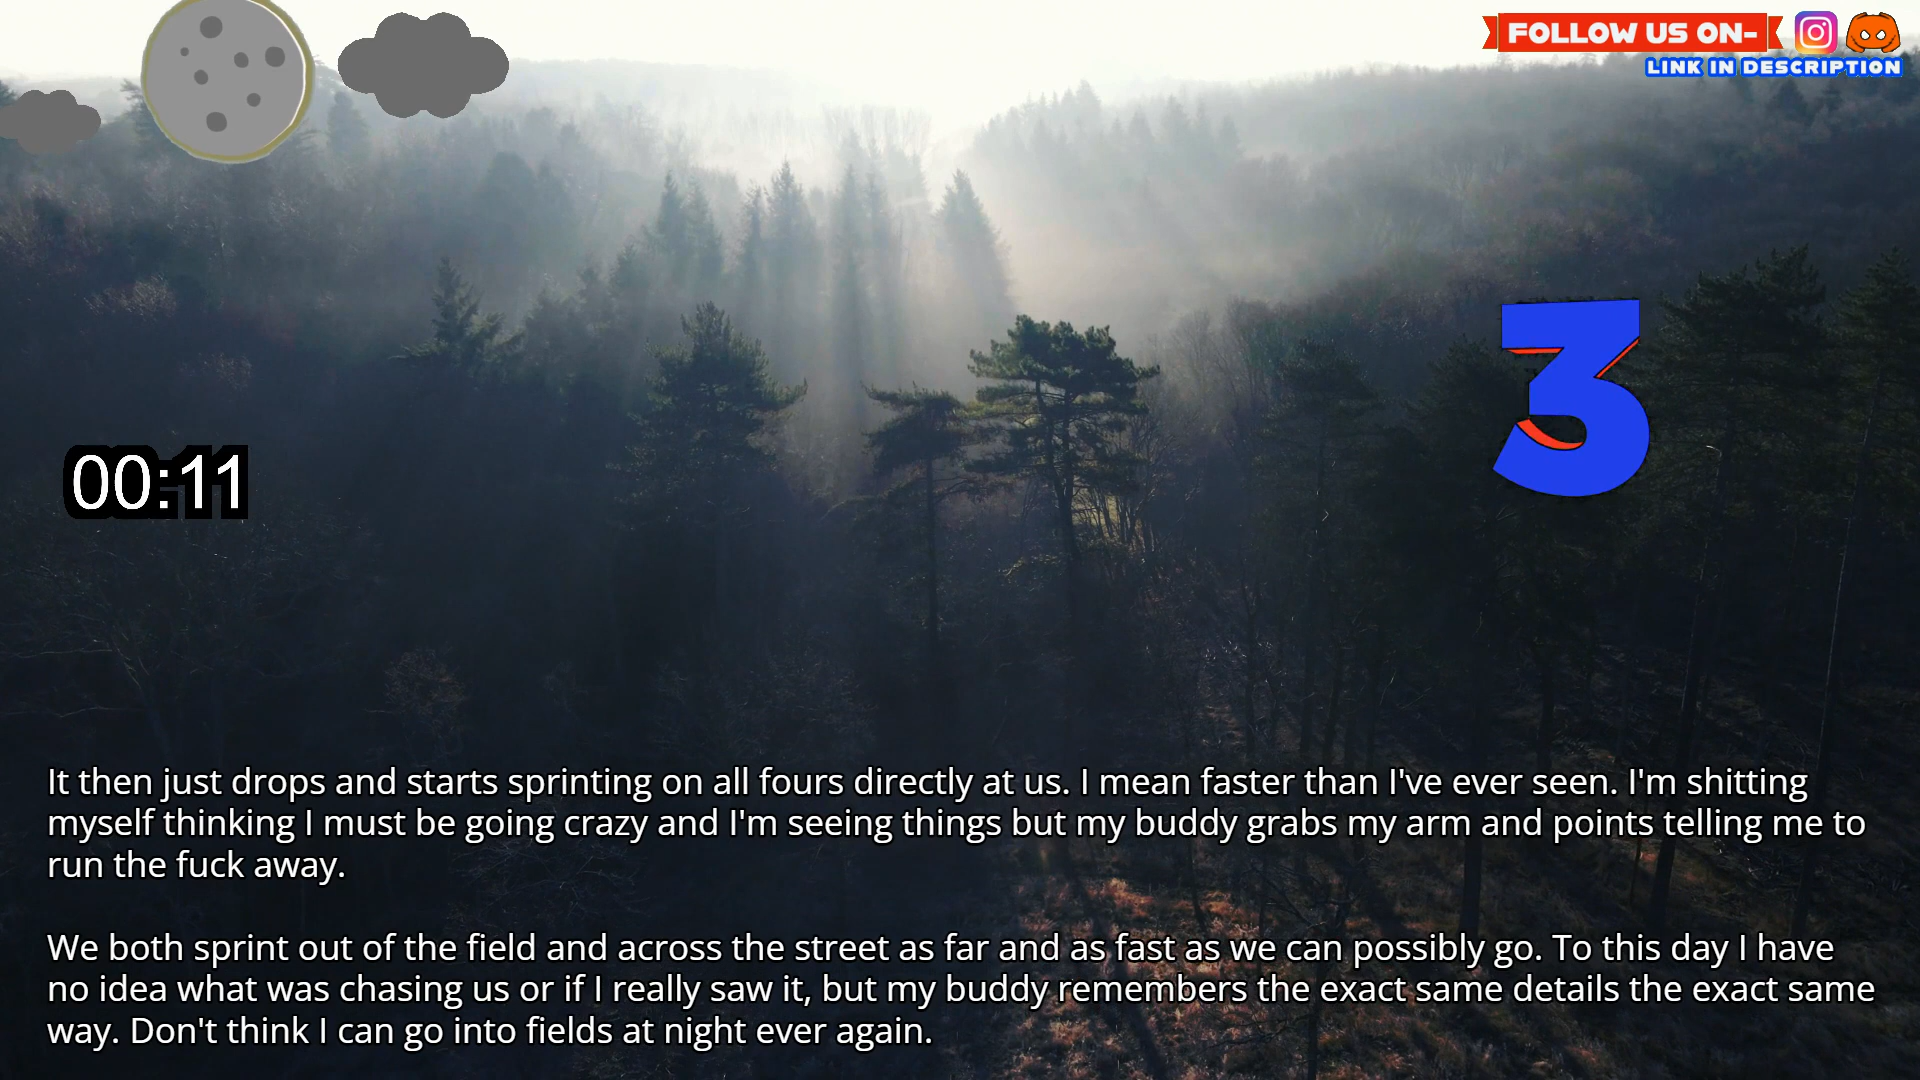 FOLLOW US ON-
LINK IN DESCRIPTION
3
00:11
It then just drops and starts sprinting on all fours directly at us. I mean faster than I've ever seen. I'm shitting
myself thinking I must be going crazy and I'm seeing things but my buddy grabs my arm and points telling me to
run the fuck away.
We both sprint out of the field and across the street as far and as fast as we can possibly go. To this day I have
no idea what was chasing us or if I really saw it, but my buddy remembers the exact same details the exact same
way. Don't think I can go into fields at night ever again.